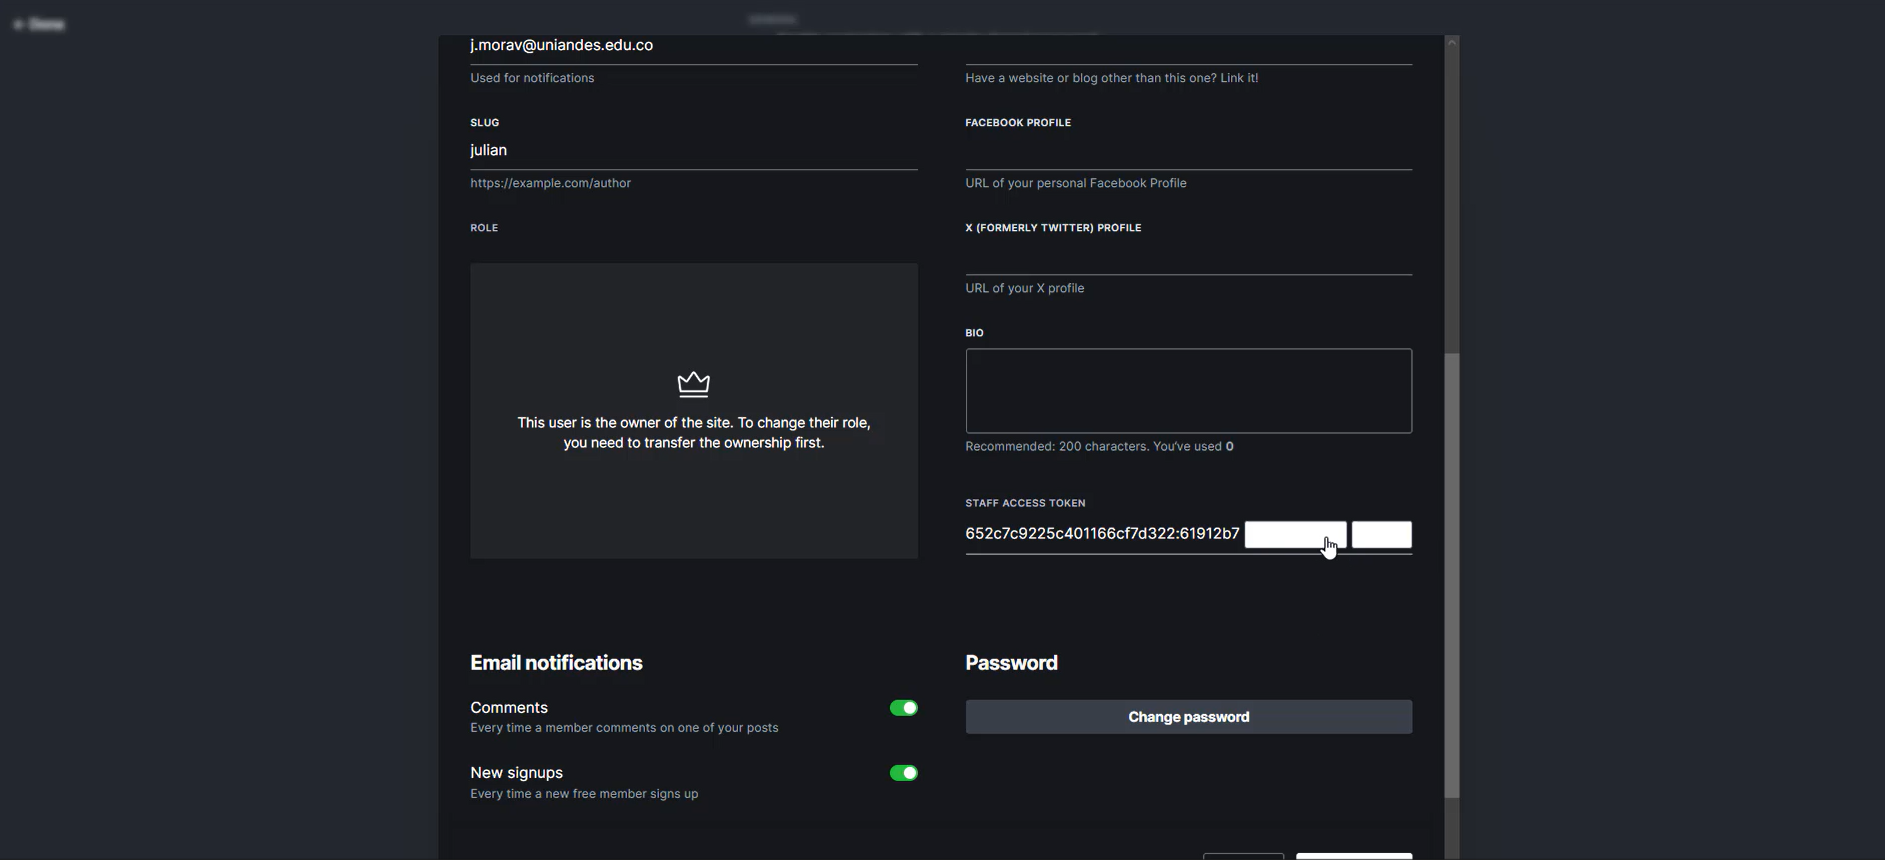 j.morav@uniandes.edu.co
Used for notifications
Have a website or blog other than this one? Link it!
SLUG
julian
https://example.com/author
FACEBOOK PROFILE
URL of your personal Facebook Profile
ROLE
This user is the owner of the site. To change their role,
you need to transfer the ownership first.
X (FORMERLY TWITTER) PROFILE
URL of your X profile
BIO
Recommended: 200 characters. You've used 0
STAFF ACCESS TOKEN
652c7c9225c401166cf7d322:61912b7
Email notifications
Comments
Every time a member comments on one of your posts
New signups
Every time a new free member signs up
Password
Change password